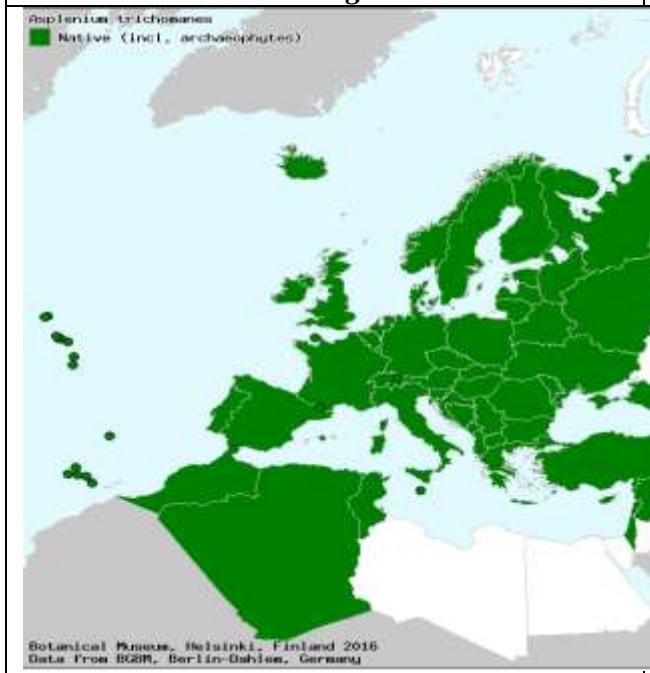 Asplenium trichomanes
Native (incl. archaeophytes)
Botanical Museum, Helsinki, Finland 2016
Data from BGBM, Berlin-Dahlem, Germany